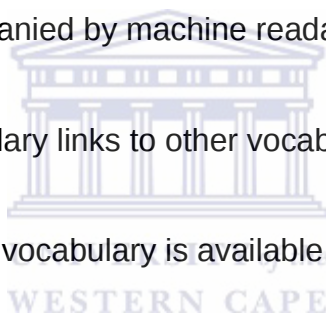 anied by machine reada
lary links to other vocab
vocabulary is available
WESTERN CAPE